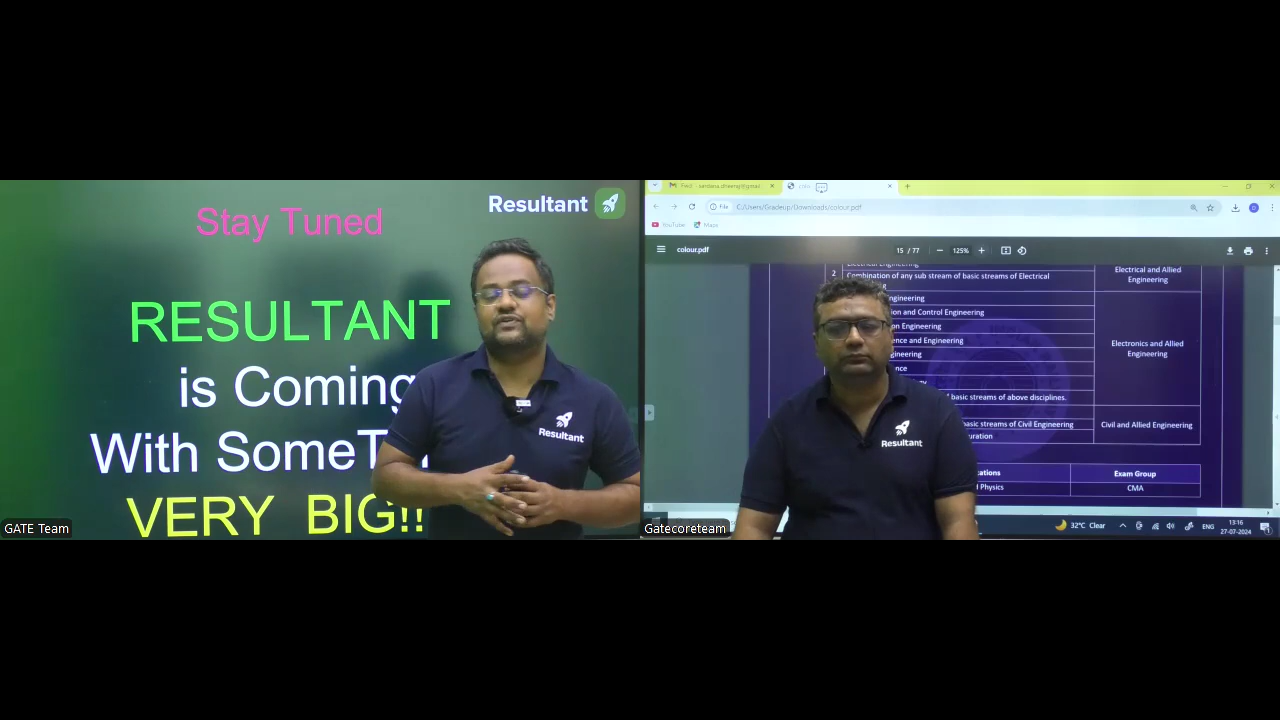 Stay Tuned
Resultant
RESULTANT
is Coming
With SomeT
VERY BIG!!
Resultant
GATE Team
C:/Users/Gradeup/Downloads/colour.pdf
File
YouTube
Maps
colour.pdf
15 / 77
125%
Electrical Engineering
2
Combination of any sub stream of basic streams of Electrical
Electrical and Allied
Engineering
ngineering
ion and Control Engineering
on Engineering
ence and Engineering
gineering
nce
Electronics and Allied
Engineering
basic streams of above disciplines.
basic streams of Civil Engineering
uration
Civil and Allied Engineering
ications
Exam Group
Physics
CMA
Resultant
Gatecoreteam
32°C Clear
ENG
13:16
27-07-2024